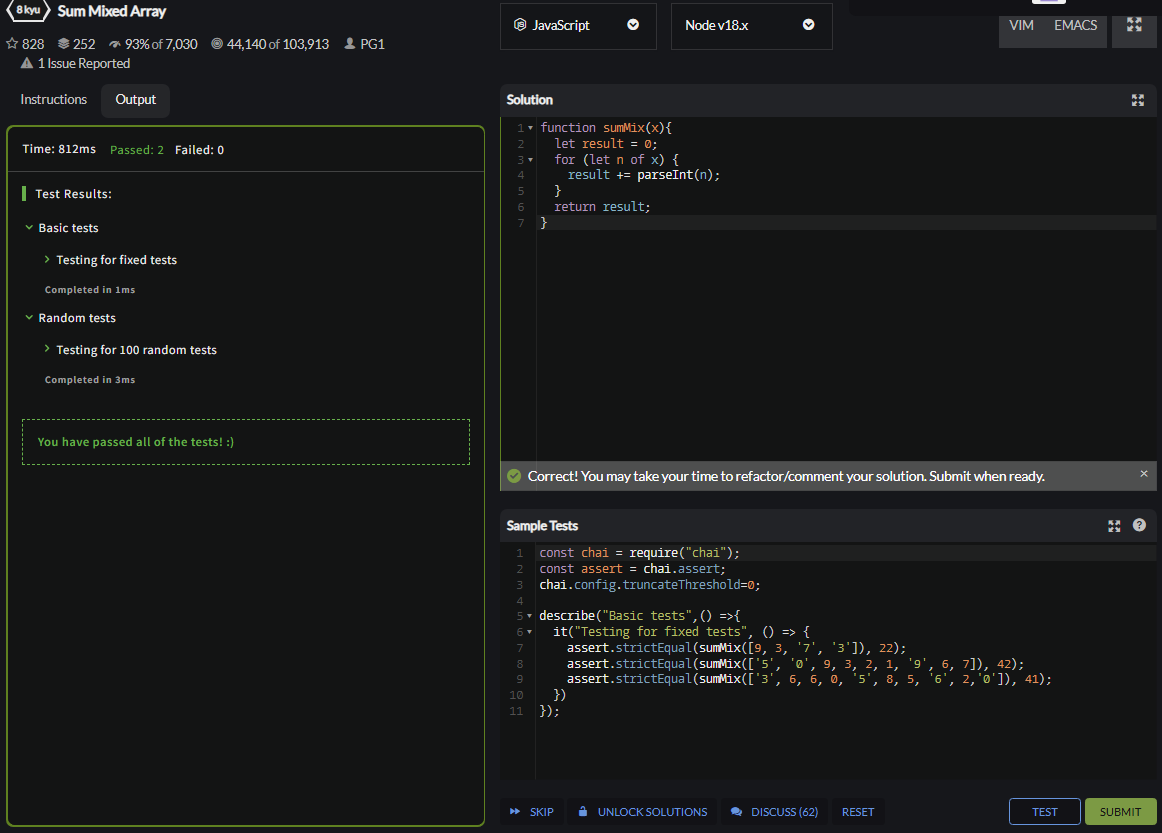 8 kyu Sum Mixed Array
828 252 93% of 7,030 44,140 of 103,913 PG1
1 Issue Reported
Instructions Output
Time: 812ms Passed: 2 Failed: 0
Test Results:
Basic tests
Testing for fixed tests
Completed in 1ms
Random tests
Testing for 100 random tests
Completed in 3ms
You have passed all of the tests! :)
JavaScript Node v18.x VIM EMACS
Solution
1 function sumMix(x){
2 let result = 0;
3 for (let n of x) {
4 result += parseInt(n);
5 }
6 return result;
7 }
Correct! You may take your time to refactor/comment your solution. Submit when ready. ×
Sample Tests ?
1 const chai = require("chai");
2 const assert = chai.assert;
3 chai.config.truncateThreshold=0;
4
5 describe("Basic tests",() =>{
6 it("Testing for fixed tests", () => {
7 assert.strictEqual(sumMix([9, 3, '7', '3']), 22);
8 assert.strictEqual(sumMix(['5', '0', 9, 3, 2, 1, '9', 6, 7]), 42);
9 assert.strictEqual(sumMix(['3', 6, 6, 0, '5', 8, 5, '6', 2,'0']), 41);
10 })
11 });
SKIP UNLOCK SOLUTIONS DISCUSS (62) RESET TEST SUBMIT